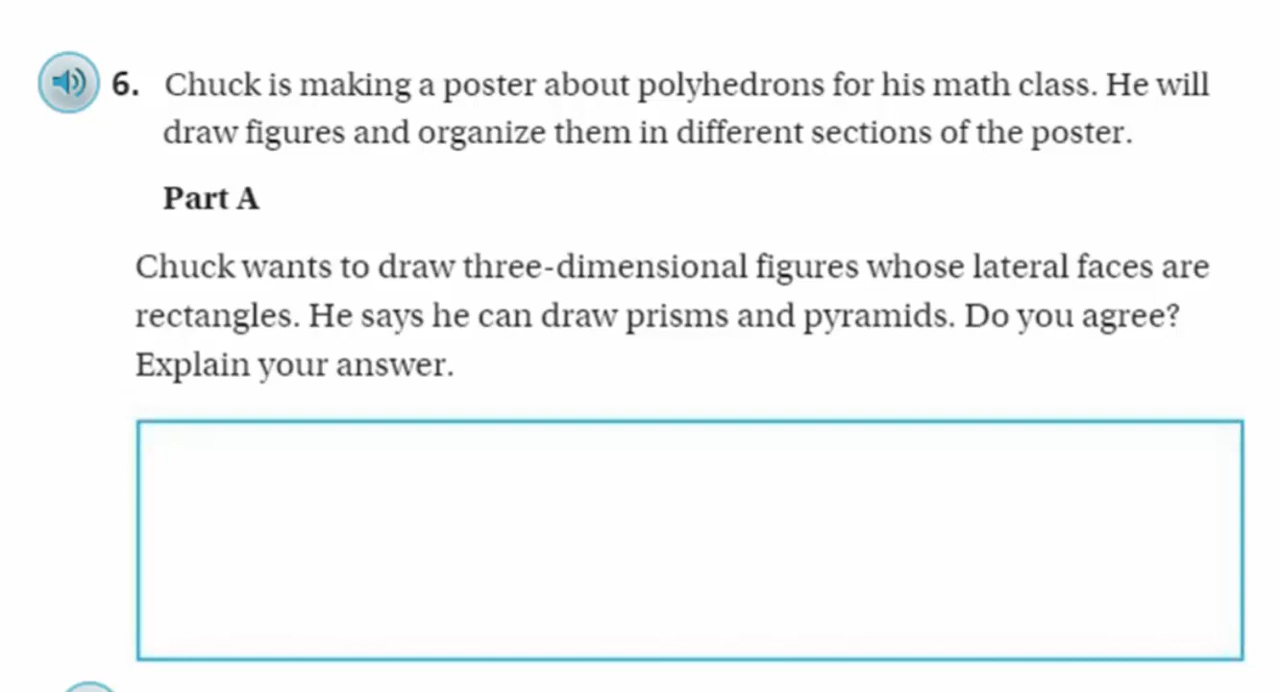 6. Chuck is making a poster about polyhedrons for his math class. He will
draw figures and organize them in different sections of the poster.
Part A
Chuck wants to draw three-dimensional figures whose lateral faces are
rectangles. He says he can draw prisms and pyramids. Do you agree?
Explain your answer.